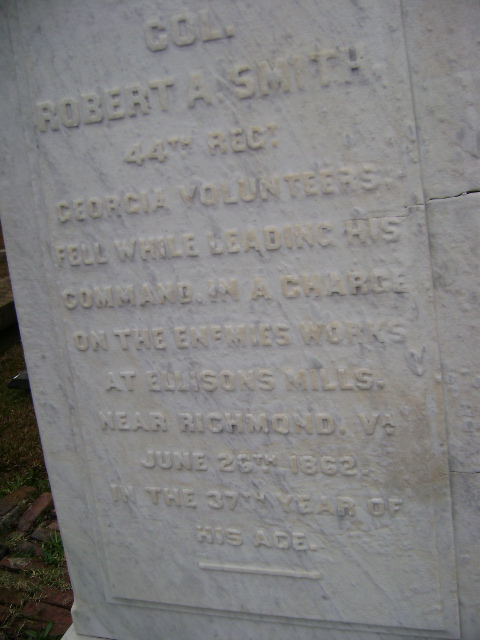 COL.
ROBERT A. SMITH
44TH REGT
GEORGIA VOLUNTEERS.
FELL WHILE LEADING HIS
COMMAND, IN A CHARGE
ON THE ENEMIES WORKS
AT ELLISONS MILLS.
NEAR RICHMOND, VA
JUNE 26TH 1862.
IN THE 37TH YEAR OF
HIS AGE.